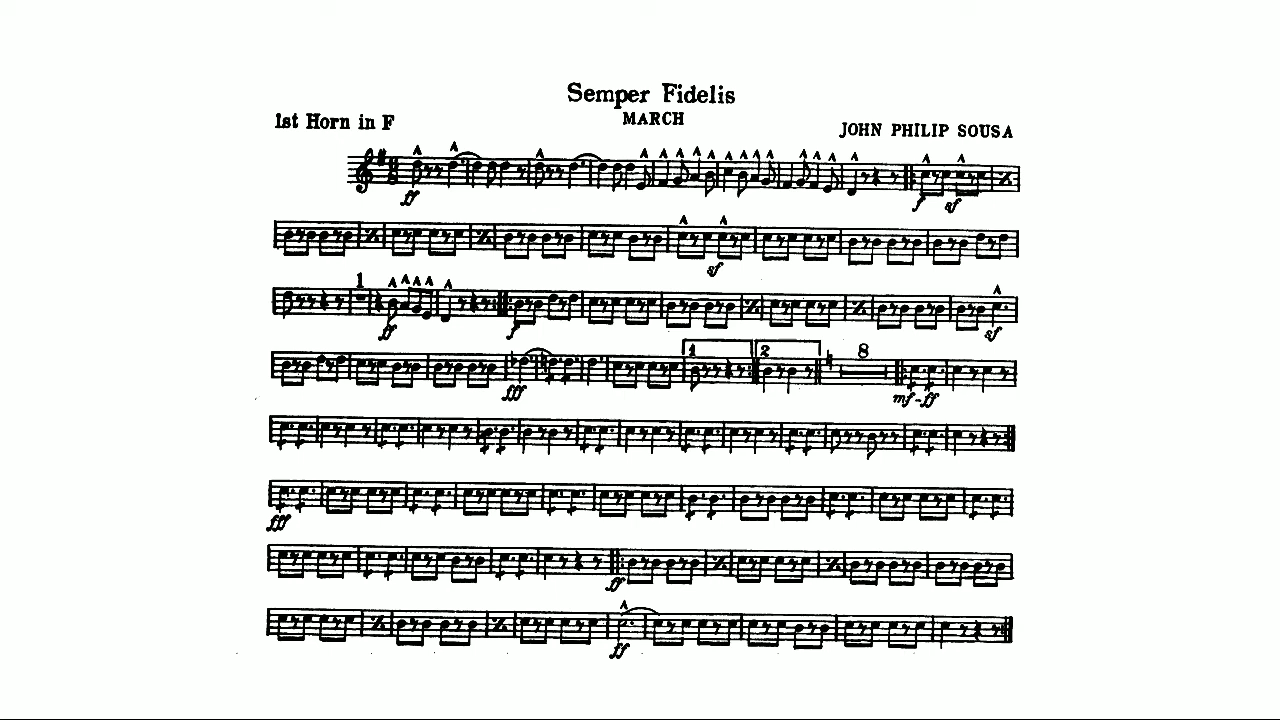 Semper Fidelis
MARCH
1st Horn in F
JOHN PHILIP SOUSA
ff
f
sf
sf
1
ff
f
sf
1
2
8
fff
mf-ff
fff
ff
ff